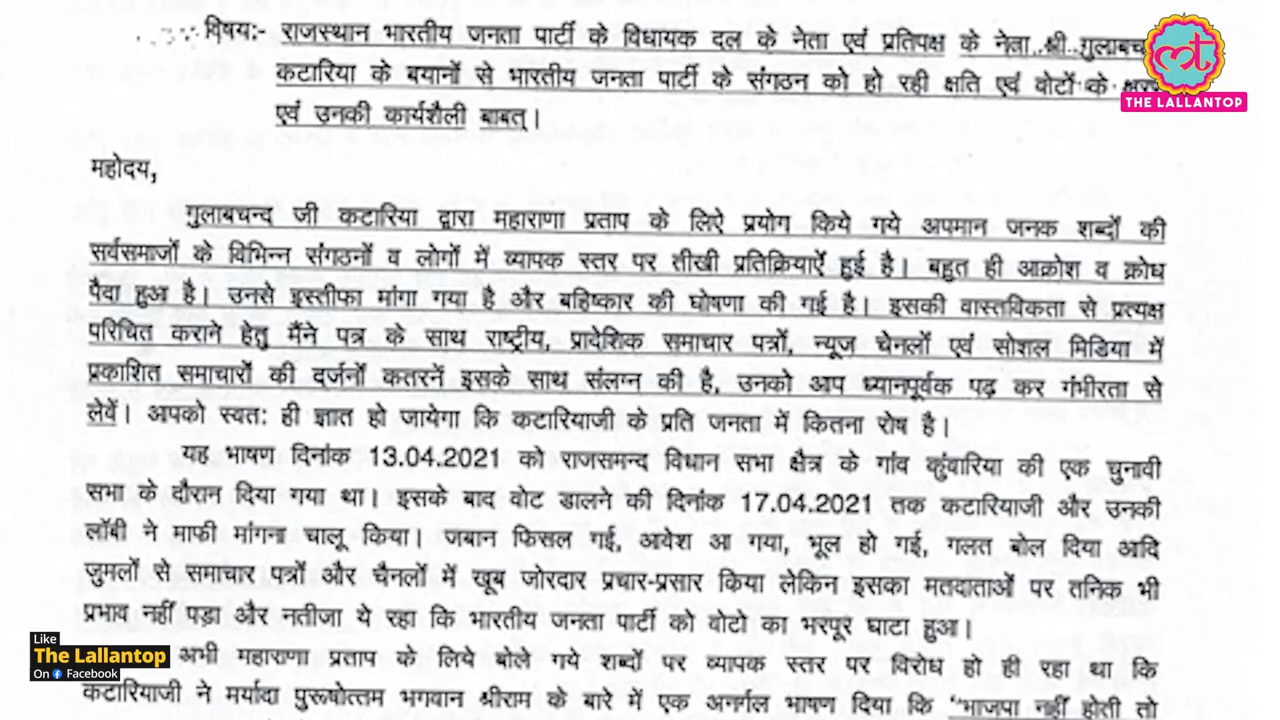 विषय:- राजस्थान भारतीय जनता पार्टी के विधायक दल के नेता एवं प्रतिपक्ष के नेता श्री
कटारिया के बयानों से भारतीय जनता पार्टी के संगठन को हो रही क्षति एवं वोटों के
एवं उनकी कार्यशैली बाबत्।
THE LALLANTOP
महोदय,
गुलाबचन्द जी कटारिया द्वारा महाराणा प्रताप के लिऐ प्रयोग किये गये अपमान जनक शब्दों की
सर्वसमाजों के विभिन्न संगठनों व लोगों में व्यापक स्तर पर तीखी प्रतिक्रियाऐं हुई है। बहुत ही आक्रोश व क्रोध
पैदा हुआ है। उनसे इस्तीफा मांगा गया है और बहिष्कार की घोषणा की गई है। इसकी वास्तविकता से प्रत्यक्ष
परिचित कराने हेतु मैंने पत्र के साथ राष्ट्रीय, प्रादेशिक समाचार पत्रों, न्यूज चेनलों एवं सोशल मिडिया में
प्रकाशित समाचारों की दर्जनों कतरनें इसके साथ संलग्न की है, उनको आप ध्यानपूर्वक पढ़ कर गंभीरता से
लेवें। आपको स्वत: ही ज्ञात हो जायेगा कि कटारियाजी के प्रति जनता में कितना रोष है।
यह भाषण दिनांक 13.04.2021 को राजसमन्द विधान सभा क्षैत्र के गांव कुंवारिया की एक चुनावी
सभा के दौरान दिया गया था। इसके बाद वोट डालने की दिनांक 17.04.2021 तक कटारियाजी और उनकी
लॉबी ने माफी मांगना चालू किया। जबान फिसल गई, आवेश आ गया, भूल हो गई, गलत बोल दिया आदि
जुमलों से समाचार पत्रों और चैनलों में खूब जोरदार प्रचार-प्रसार किया लेकिन इसका मतदाताओं पर तनिक भी
प्रभाव नहीं पड़ा और नतीजा ये रहा कि भारतीय जनता पार्टी को वोटो का भरपूर घाटा हुआ।
अभी महाराणा प्रताप के लिये बोले गये शब्दों पर व्यापक स्तर पर विरोध हो ही रहा था कि
कटारियाजी ने मर्यादा पुरूषोत्तम भगवान श्रीराम के बारे में एक अनर्गल भाषण दिया कि "भाजपा नहीं होती तो
Like
The Lallantop
On Facebook